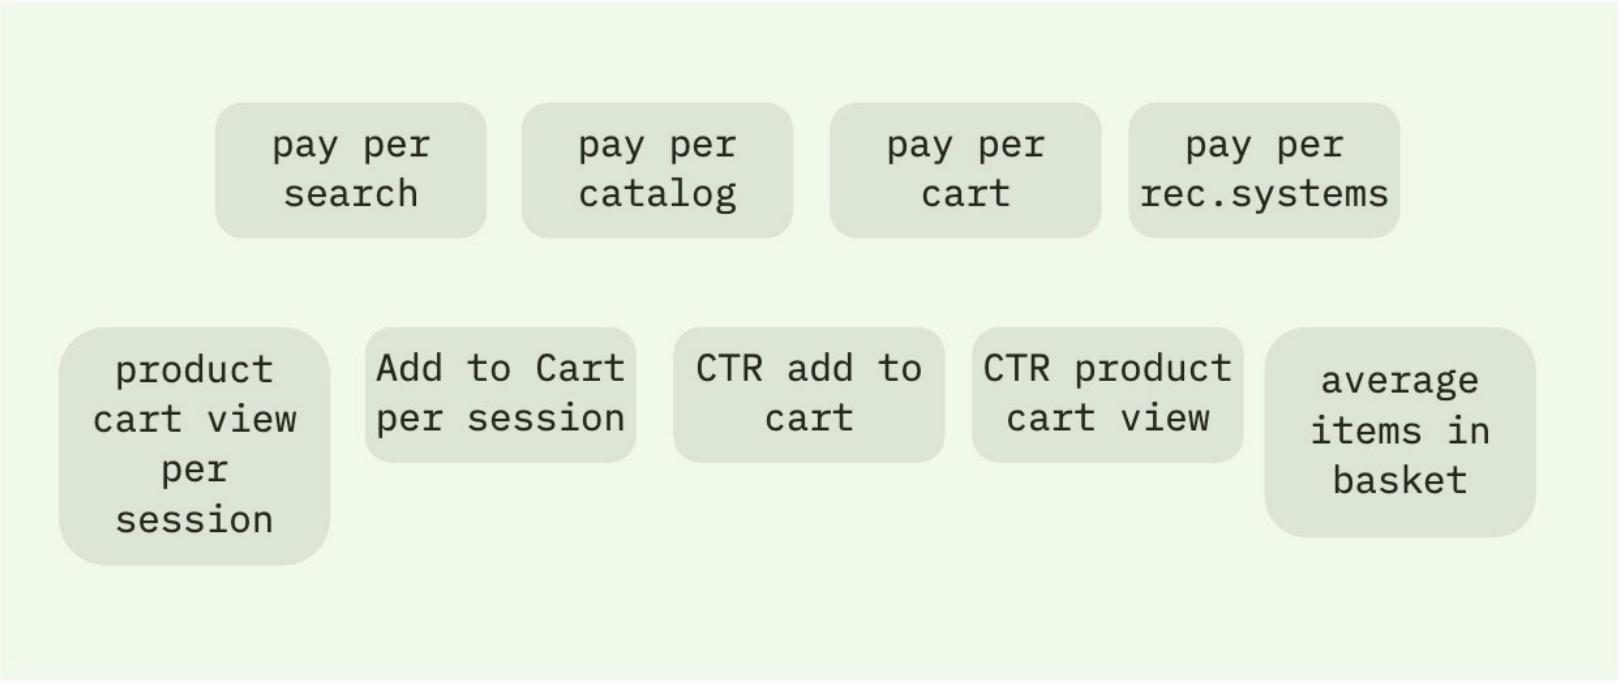 pay per
search
pay per
catalog
pay per
cart
pay per
rec.systems
product
cart view
per
session
Add to Cart
per session
CTR add to
cart
CTR product
cart view
average
items in
basket